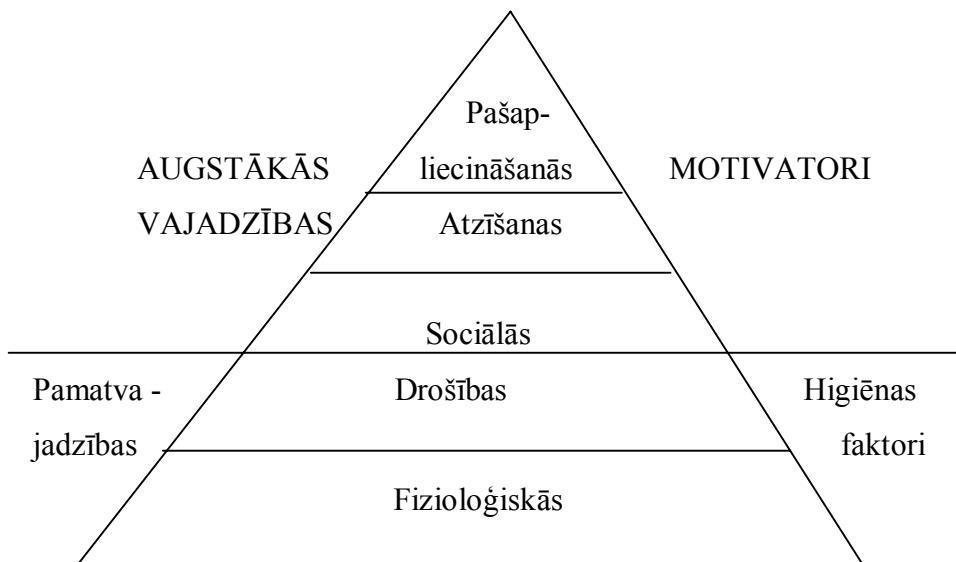 Pašap-
AUGSTĀKĀS liecināšanās MOTIVATORI
VAJADZĪBAS Atzīšanas
Sociālās
Pamatva - Drošības Higiēnas
jadzības faktori
Fizioloģiskās